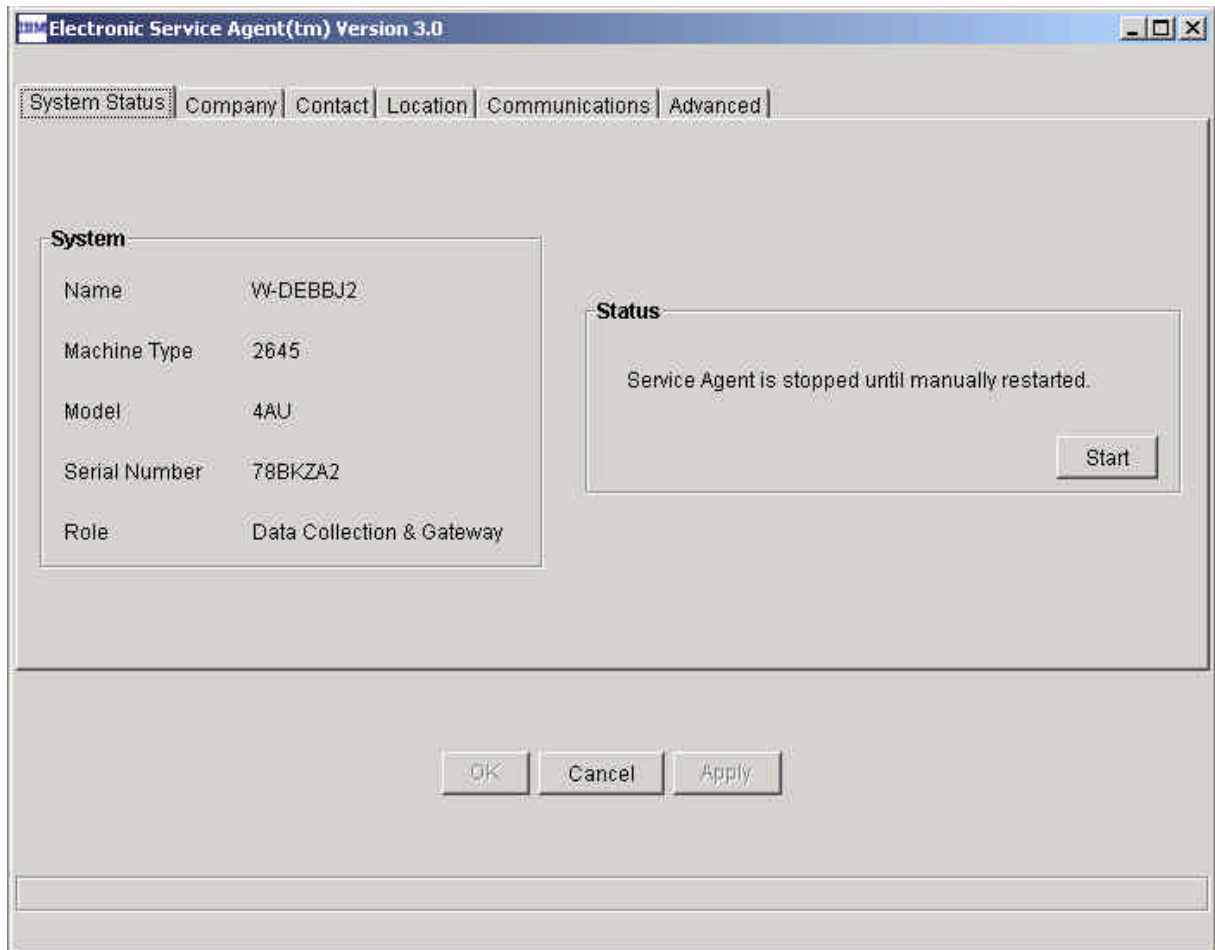 IBM Electronic Service Agent(tm) Version 3.0
System Status Company Contact Location Communications Advanced
System
Name W-DEBBJ2
Machine Type 2645
Model 4AU
Serial Number 78BKZA2
Role Data Collection & Gateway
Status
Service Agent is stopped until manually restarted.
Start
OK Cancel Apply